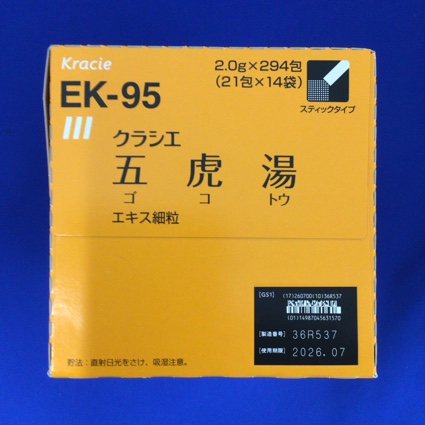 Kracie
2.0g×294包
(21包×14袋)
スティックタイプ
EK-95
クラシエ
五虎湯
ゴコトウ
エキス細粒
[GS1] (17)260700(10)36R537
(01)14987045631570
[製造番号] 36R537
[使用期限] 2026.07
貯法：直射日光をさけ、吸湿注意。